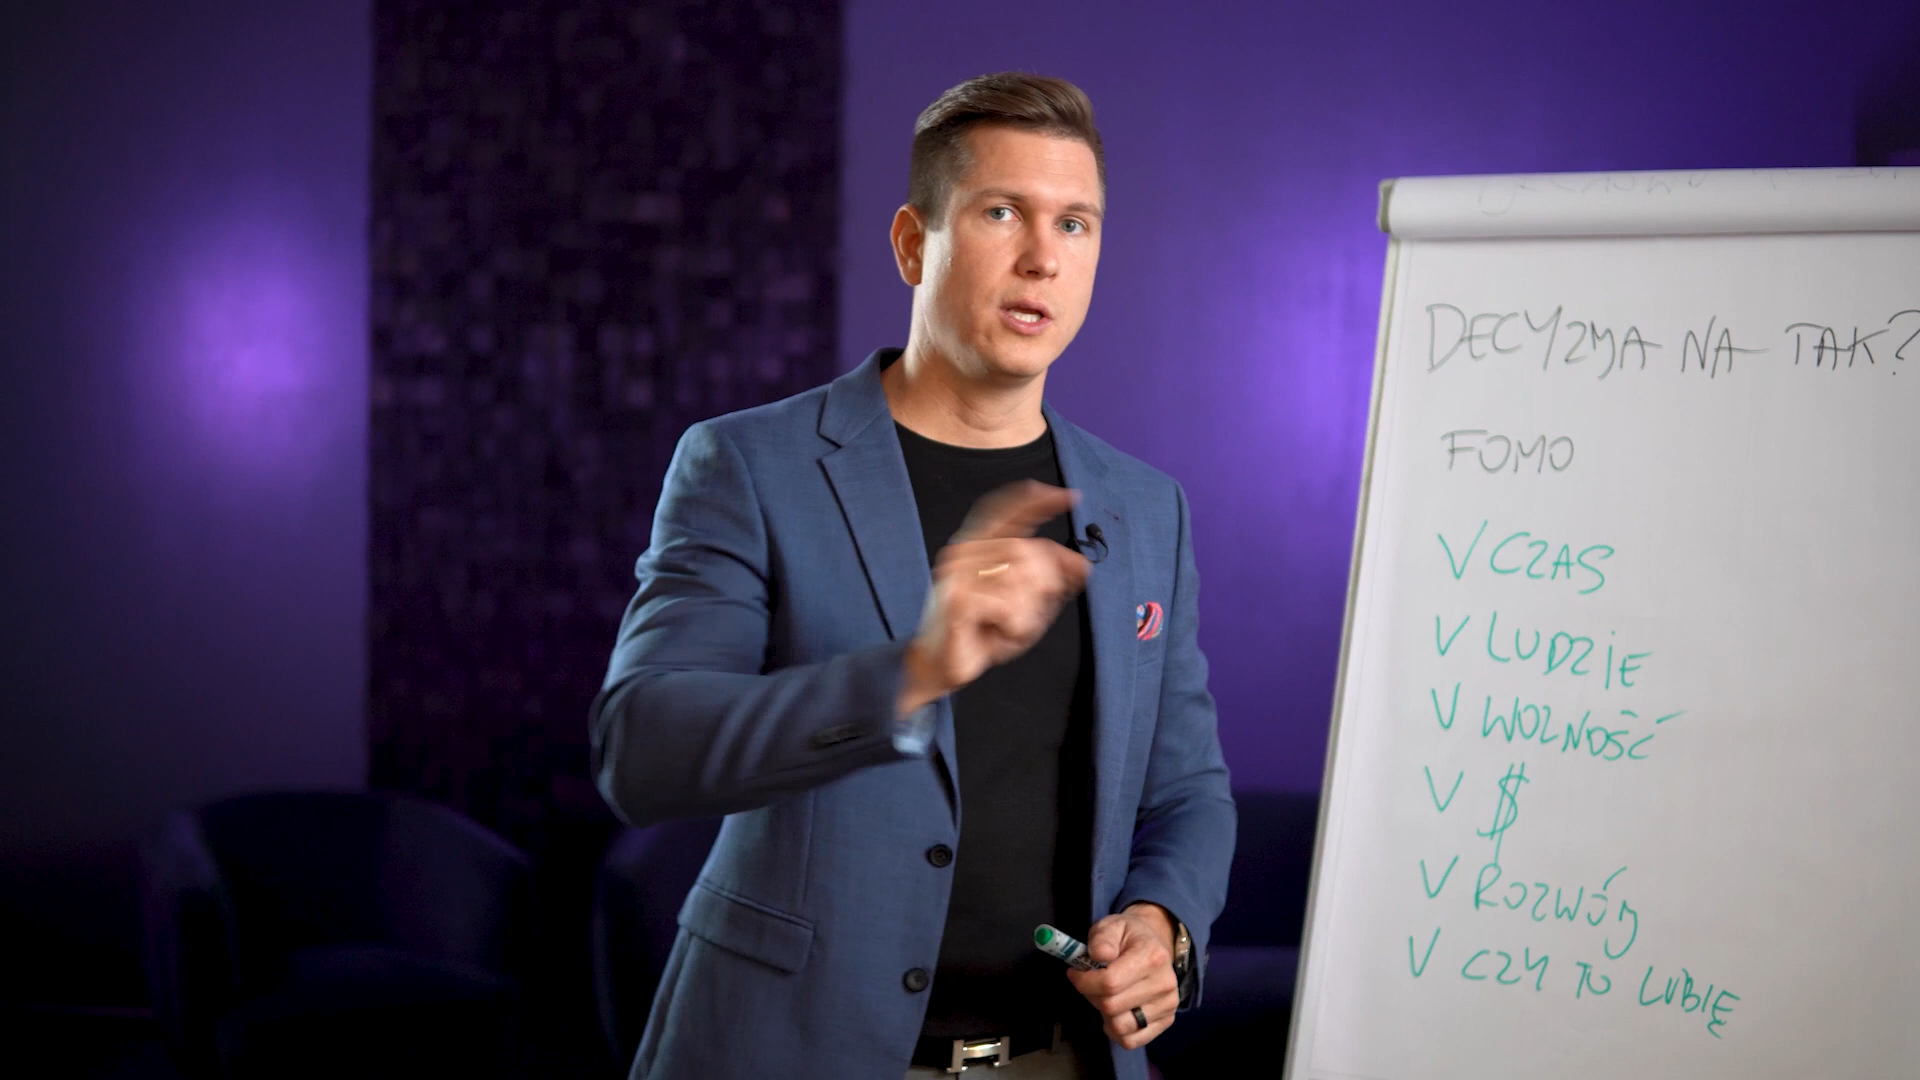 DECYZJA NA TAK?
FOMO
V CZAS
V LUDZIE
V WOLNOŚĆ
V $
V ROZWÓJ
V CZY TO LUBIĘ